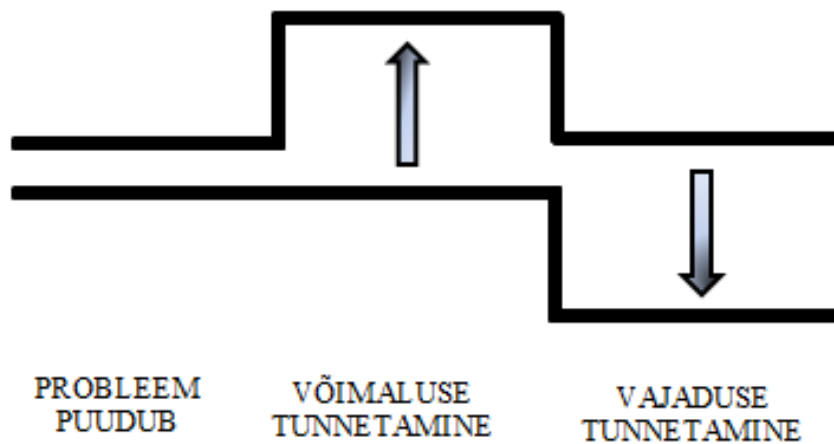 PROBLEEM
PUUDUB
VÕIMALUSE
TUNNETAMINE
VAJADUSE
TUNNETAMINE